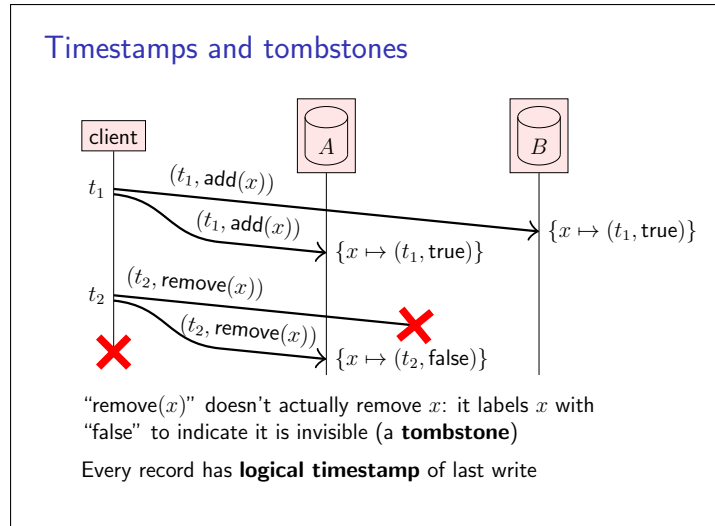 Timestamps and tombstones
client
A
B
t₁
(t₁, add(x))
(t₁, add(x))
{x ↦ (t₁, true)}
{x ↦ (t₁, true)}
t₂
(t₂, remove(x))
(t₂, remove(x))
{x ↦ (t₂, false)}
“remove(x)” doesn't actually remove x: it labels x with
“false” to indicate it is invisible (a tombstone)
Every record has logical timestamp of last write